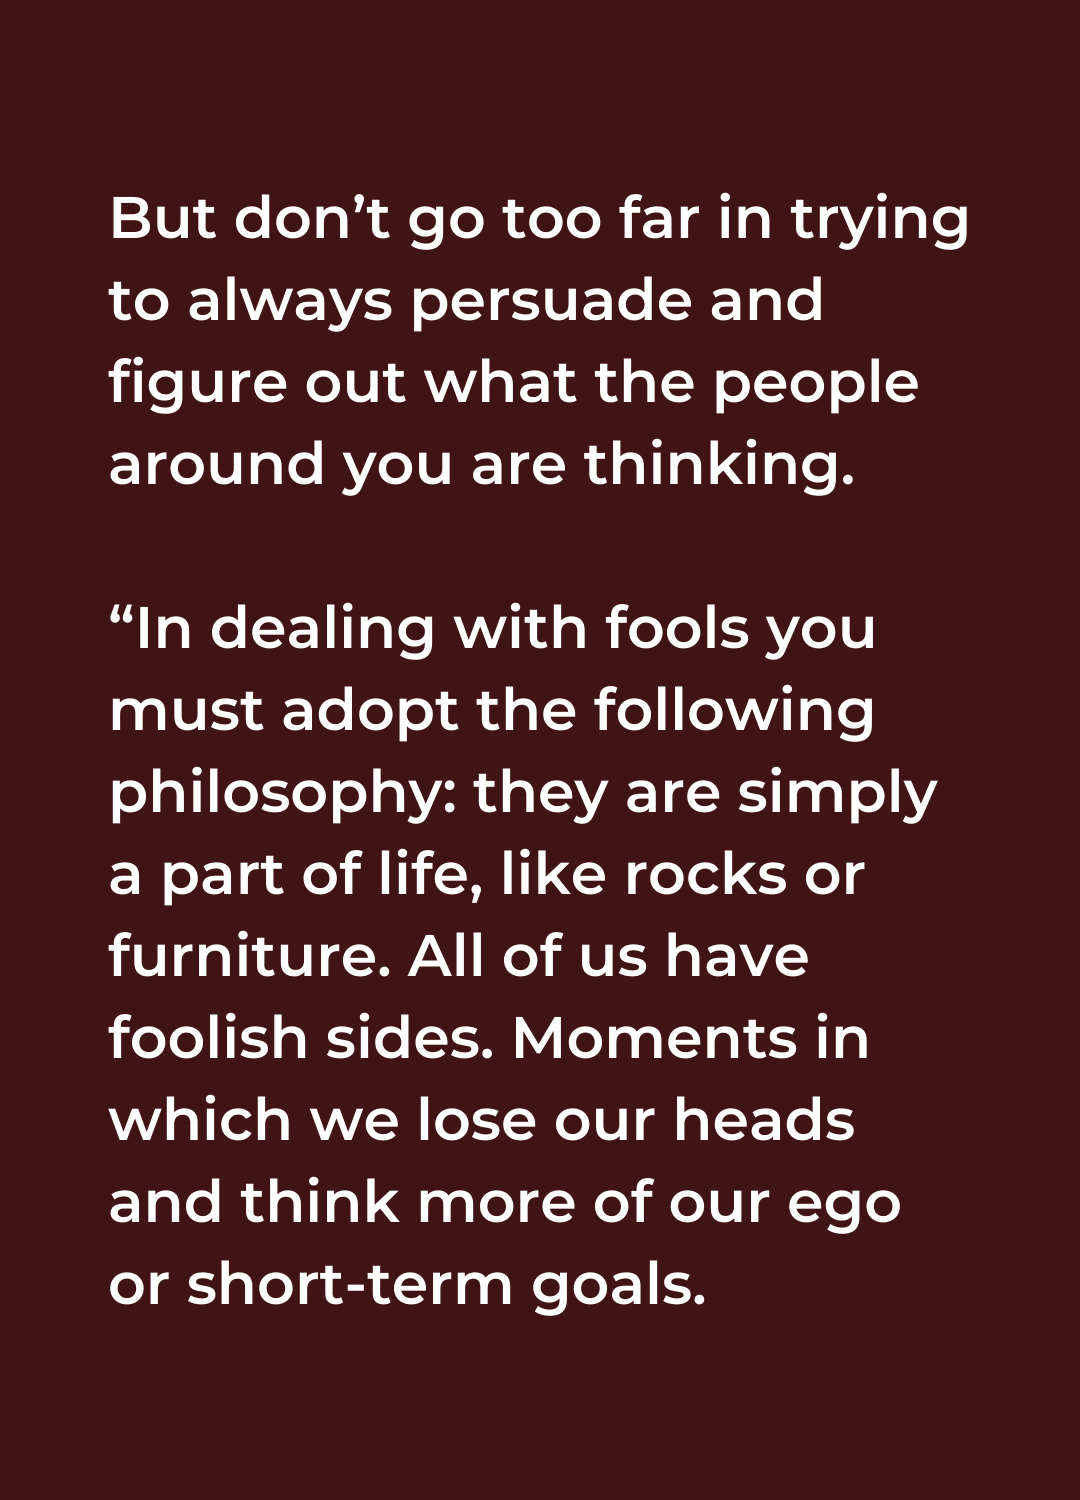 But don’t go too far in trying
to always persuade and
figure out what the people
around you are thinking.
“In dealing with fools you
must adopt the following
philosophy: they are simply
a part of life, like rocks or
furniture. All of us have
foolish sides. Moments in
which we lose our heads
and think more of our ego
or short-term goals.